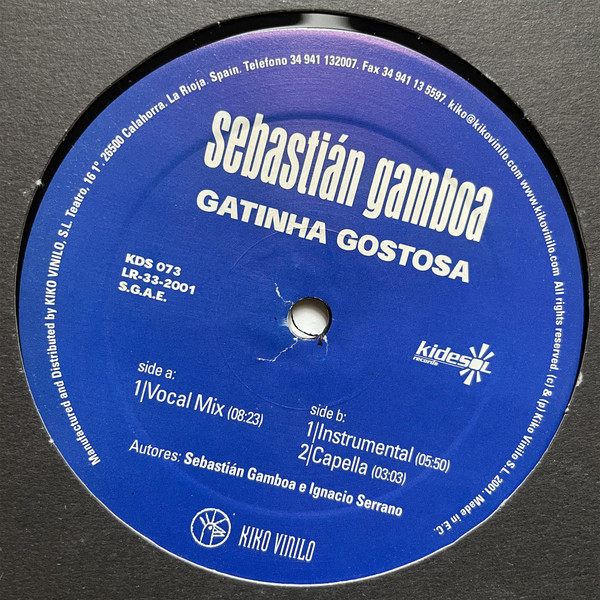 Manufactured and Distributed by KIKO VINILO, S.L. Teatro, 16 1º. 26500 Calahorra. La Rioja. Spain. Teléfono 34 941 132007. Fax 34 941 13 5597. kiko@kikovinilo.com www.kikovinilo.com All rights reserved. (c) & (p) Kiko Vinilo S.L. 2001. Made in E.C.
sebastián gamboa
GATINHA GOSTOSA
KDS 073
LR-33-2001
S.G.A.E.
kidesol
records
side a:
1|Vocal Mix (08:23)
side b:
1|Instrumental (05:50)
2|Capella (03:03)
Autores: Sebastián Gamboa e Ignacio Serrano
KIKO VINILO